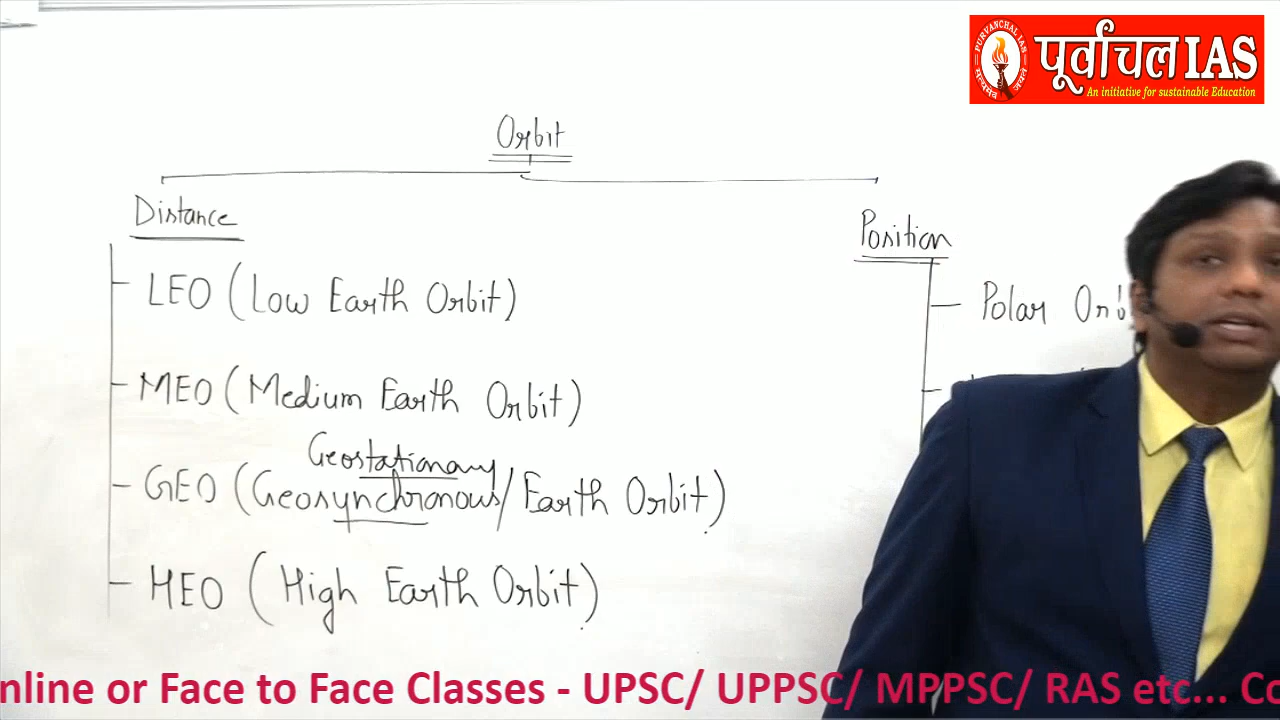 PURVANCHAL IAS
पूर्वांचल IAS
An initiative for sustainable Education
Orbit
Distance
LEO (Low Earth Orbit)
MEO (Medium Earth Orbit)
Geostationary
GEO (Geosynchronous/ Earth Orbit)
HEO (High Earth Orbit)
Position
Polar
nline or Face to Face Classes - UPSC/ UPPSC/ MPPSC/ RAS etc... Co